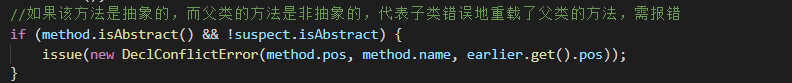 //如果该方法是抽象的，而父类的方法是非抽象的，代表子类错误地重载了父类的方法，需报错
if (method.isAbstract() && !suspect.isAbstract) {
    issue(new DeclConflictError(method.pos, method.name, earlier.get().pos));
}